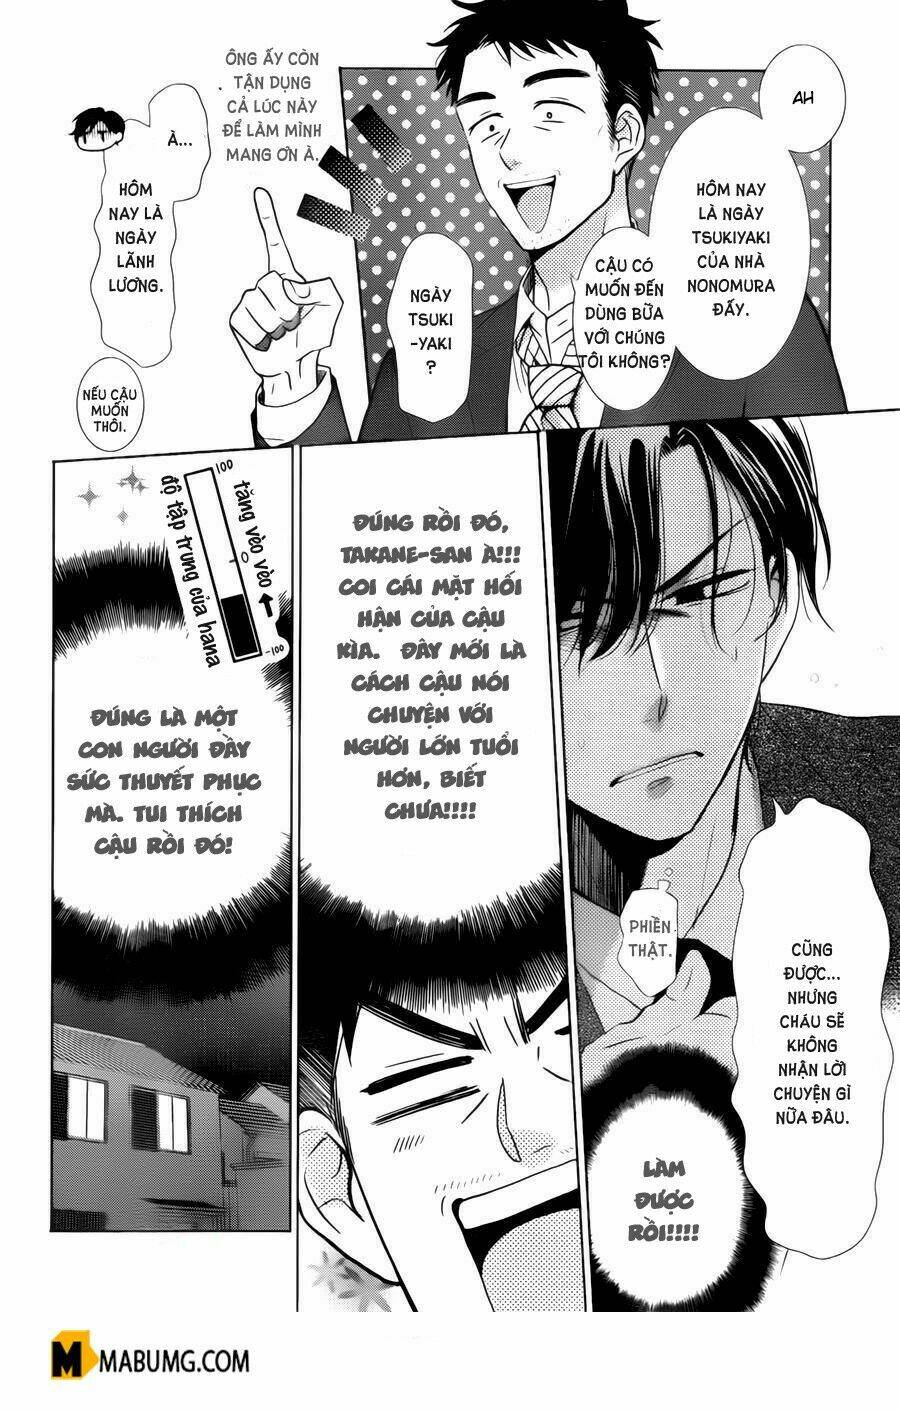 AH
HÔM NAY
LÀ NGÀY
TSUKIYAKI
CỦA NHÀ
NONOMURA
ĐẤY.
CẬU CÓ
MUỐN ĐẾN
DÙNG BỮA
VỚI CHÚNG
TÔI KHÔNG?
NGÀY
TSUKI
-YAKI
?
ÔNG ẤY CÒN
TẬN DỤNG
CẢ LÚC NÀY
ĐỂ LÀM MÌNH
MANG ƠN À.
À...
HÔM
NAY LÀ
NGÀY
LÃNH
LƯƠNG.
NẾU CẬU
MUỐN
THÔI.
PHIỀN
THẬT.
CŨNG
ĐƯỢC...
NHƯNG
CHÁU SẼ
KHÔNG
NHẬN LỜI
CHUYỆN GÌ
NỮA ĐÂU.
LÀM
ĐƯỢC
RỒI!!!!
ĐÚNG RỒI ĐÓ,
TAKANE-SAN À!!!
COI CÁI MẶT HỐI
HẬN CỦA CẬU
KÌA. ĐÂY MỚI LÀ
CÁCH CẬU NÓI
CHUYỆN VỚI
NGƯỜI LỚN TUỔI
HƠN, BIẾT
CHƯA!!!!
100
0
-100
tăng vèo vèo
độ tập trung của hana
ĐÚNG LÀ MỘT
CON NGƯỜI ĐẦY
SỨC THUYẾT PHỤC
MÀ. TUI THÍCH
CẬU RỒI ĐÓ!
MABUMG.COM